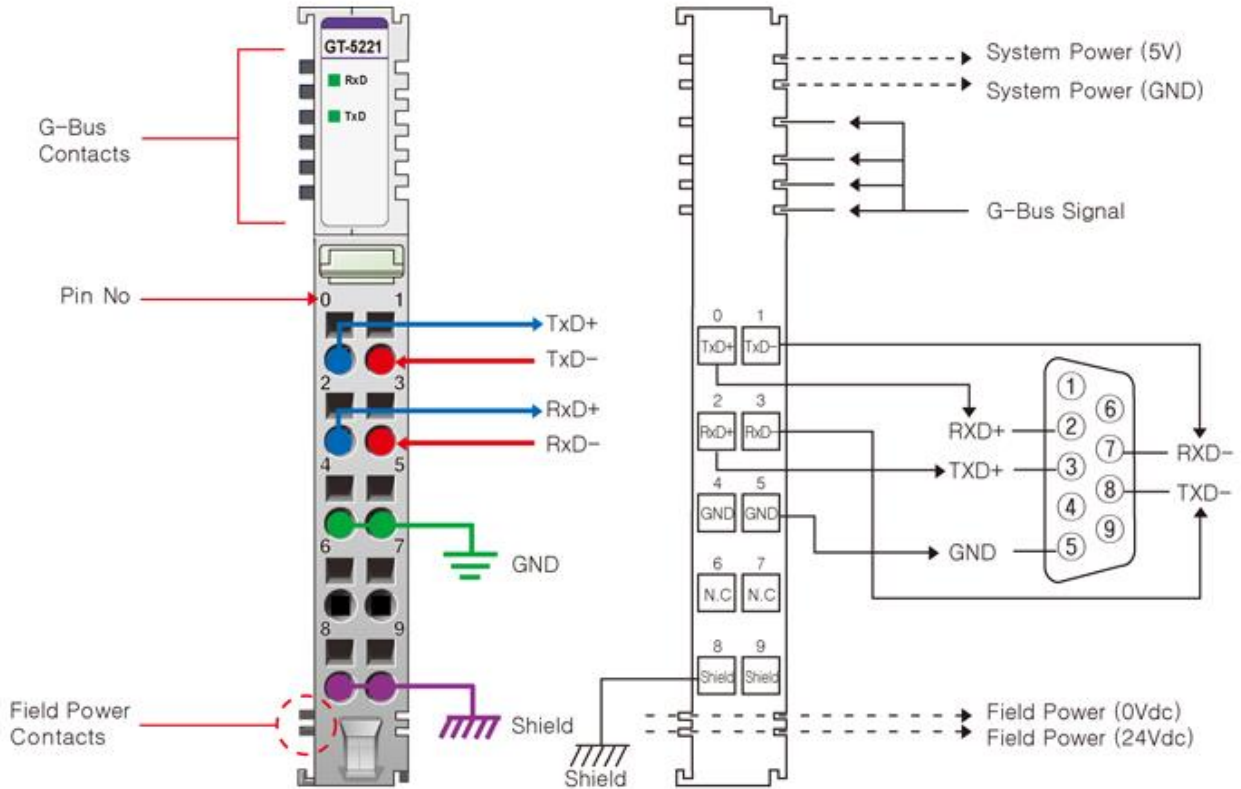 GT-5221
RxD
TxD
G-Bus
Contacts
Pin No
0 1
TxD+
TxD-
2 3
RxD+
RxD-
4 5
6 7
GND
8 9
Field Power
Contacts
Shield
System Power (5V)
System Power (GND)
G-Bus Signal
0 1
TxD+ TxD-
2 3
RxD+ RxD-
4 5
GND GND
6 7
N.C N.C
8 9
Shield Shield
Shield
RXD+
TXD+
GND
1
2
3
4
5
6
7
8
9
RXD-
TXD-
Field Power (0Vdc)
Field Power (24Vdc)